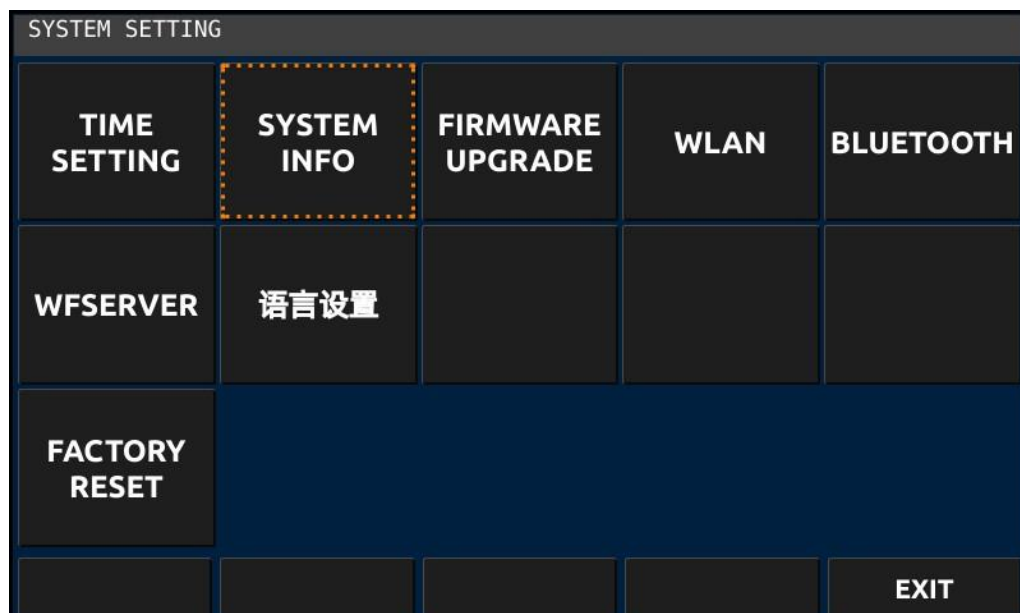 SYSTEM SETTING
TIME
SETTING
SYSTEM
INFO
FIRMWARE
UPGRADE
WLAN
BLUETOOTH
WFSERVER
语言设置
FACTORY
RESET
EXIT